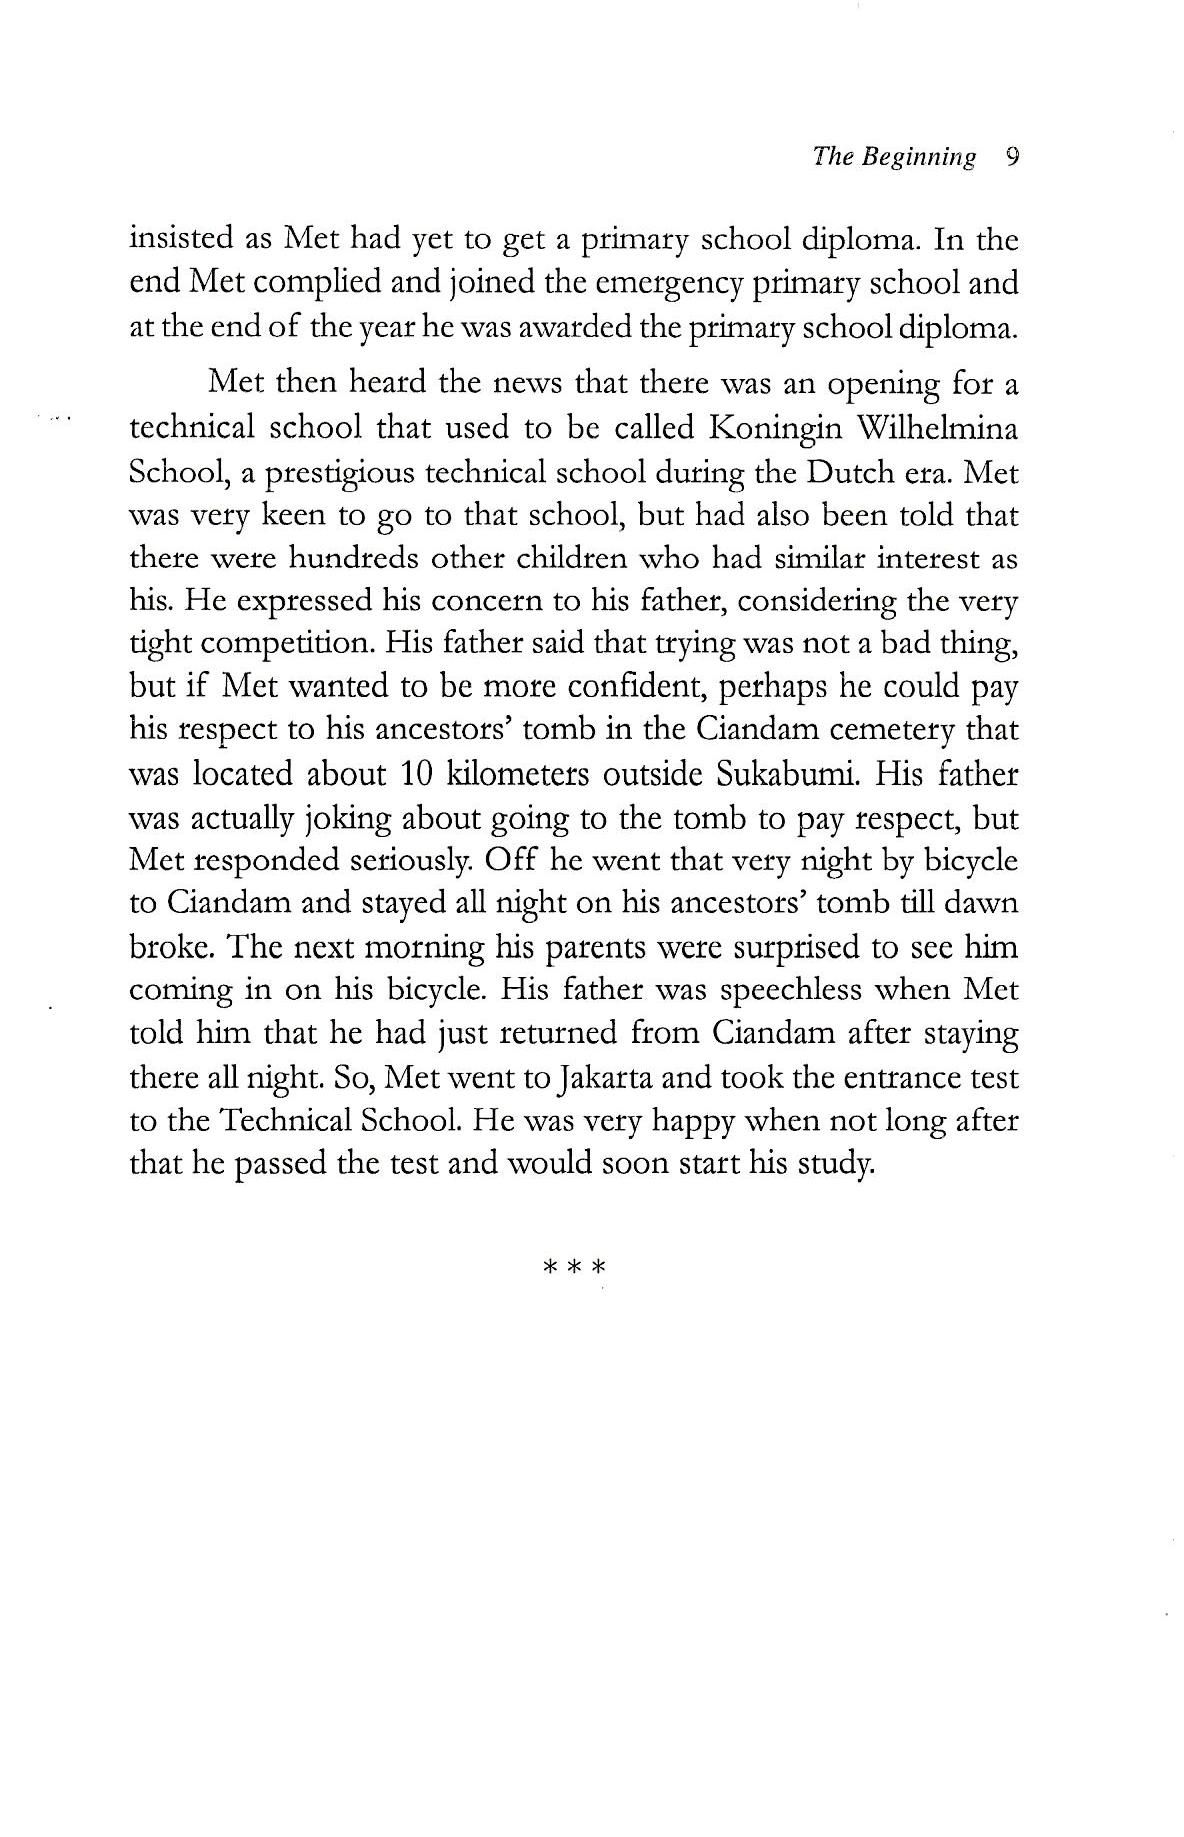 The Beginning 9
insisted as Met had yet to get a primary school diploma. In the
end Met complied and joined the emergency primary school and
at the end of the year he was awarded the primary school diploma.
Met then heard the news that there was an opening for a
technical school that used to be called Koningin Wilhelmina
School, a prestigious technical school during the Dutch era. Met
was very keen to go to that school, but had also been told that
there were hundreds other children who had similar interest as
his. He expressed his concern to his father, considering the very
tight competition. His father said that trying was not a bad thing,
but if Met wanted to be more confident, perhaps he could pay
his respect to his ancestors’ tomb in the Ciandam cemetery that
was located about 10 kilometers outside Sukabumi. His father
was actually joking about going to the tomb to pay respect, but
Met responded seriously. Off he went that very night by bicycle
to Ciandam and stayed all night on his ancestors’ tomb till dawn
broke. The next morning his parents were surprised to see him
coming in on his bicycle. His father was speechless when Met
told him that he had just returned from Ciandam after staying
there all night. So, Met went to Jakarta and took the entrance test
to the Technical School. He was very happy when not long after
that he passed the test and would soon start his study.
* * *